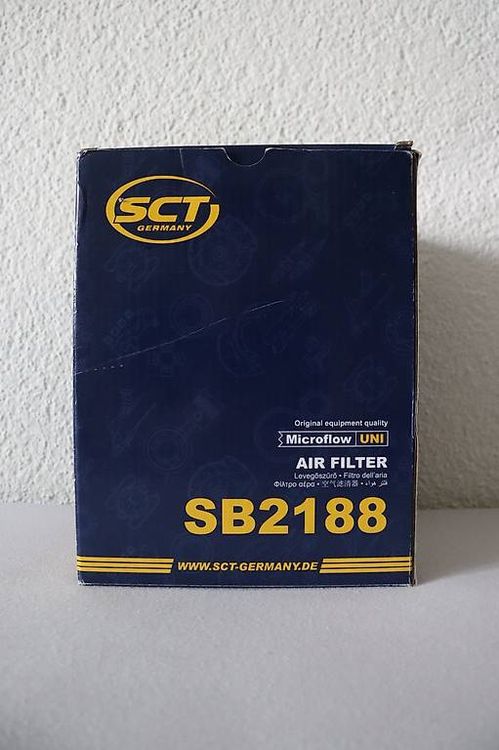 SCT
GERMANY
Original equipment quality
Microflow UNI
AIR FILTER
Levegőszűrő • Filtro dell'aria
Φίλτρο αέρα • 空气滤清器 • فلتر هواء
SB2188
WWW.SCT-GERMANY.DE